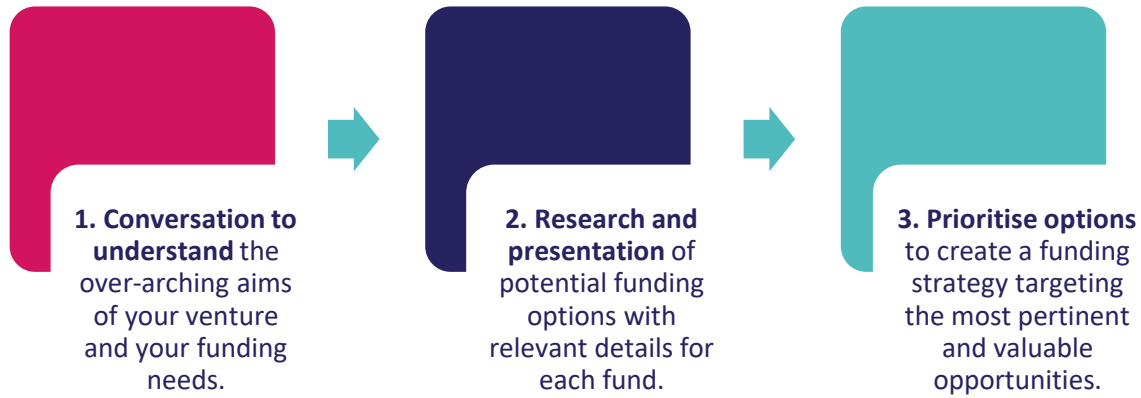 1. Conversation to
understand the
over-arching aims
of your venture
and your funding
needs.
2. Research and
presentation of
potential funding
options with
relevant details for
each fund.
3. Prioritise options
to create a funding
strategy targeting
the most pertinent
and valuable
opportunities.